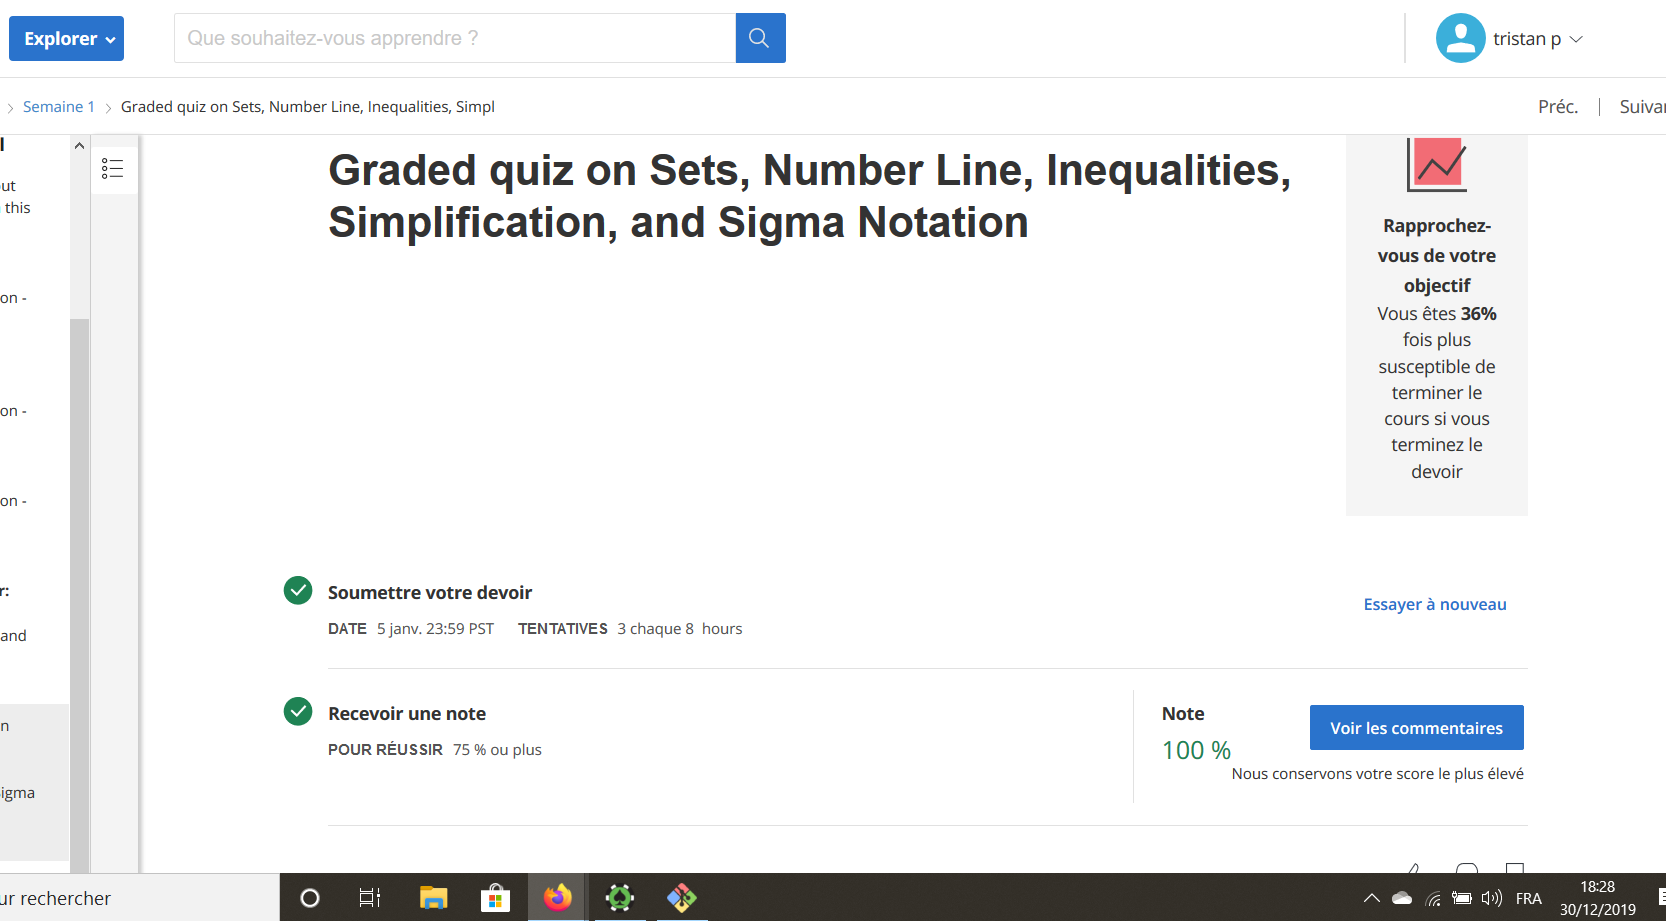 Explorer
Que souhaitez-vous apprendre ?
tristan p
Semaine 1
Graded quiz on Sets, Number Line, Inequalities, Simpl
Préc.
Suivar
ut
this
on -
on -
on -
r:
and
n
igma
Graded quiz on Sets, Number Line, Inequalities,
Simplification, and Sigma Notation
Rapprochez-
vous de votre
objectif
Vous êtes 36%
fois plus
susceptible de
terminer le
cours si vous
terminez le
devoir
Soumettre votre devoir
DATE 5 janv. 23:59 PST TENTATIVES 3 chaque 8 hours
Essayer à nouveau
Recevoir une note
POUR RÉUSSIR 75 % ou plus
Note
100 %
Voir les commentaires
Nous conservons votre score le plus élevé
ur rechercher
FRA
18:28
30/12/2019